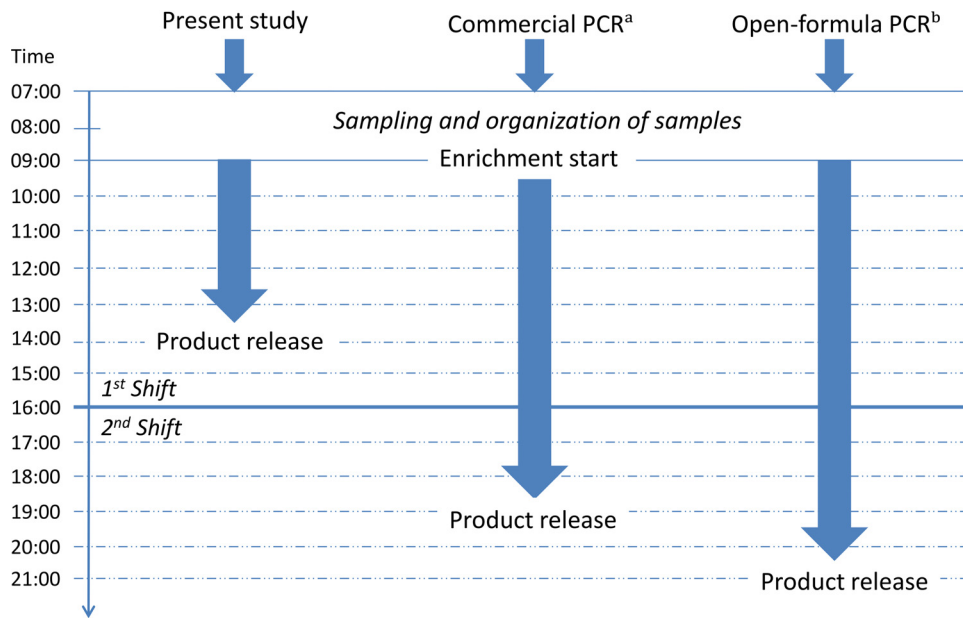 Present study
Commercial PCRᵃ
Open-formula PCRᵇ
Time
07:00
08:00
Sampling and organization of samples
09:00
Enrichment start
10:00
11:00
12:00
13:00
14:00
Product release
15:00
1st Shift
16:00
2nd Shift
17:00
18:00
19:00
Product release
20:00
21:00
Product release